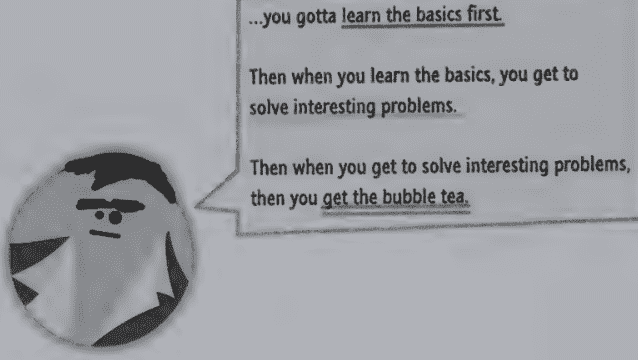 ...you gotta learn the basics first.
Then when you learn the basics, you get to
solve interesting problems.
Then when you get to solve interesting problems,
then you get the bubble tea.